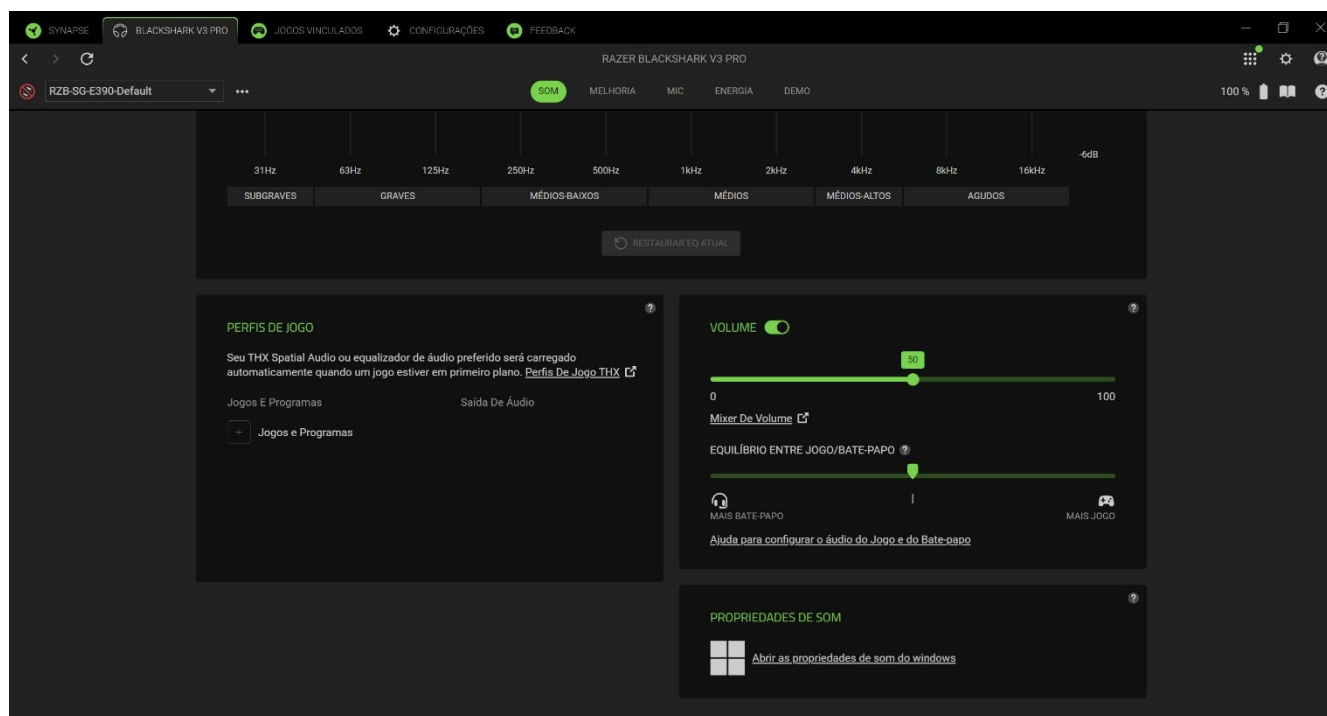 SYNAPSE
BLACKSHARK V3 PRO
JOGOS VINCULADOS
CONFIGURAÇÕES
FEEDBACK
RAZER BLACKSHARK V3 PRO
RZB-SG-E390-Default
SOM
MELHORIA
MIC
ENERGIA
DEMO
100 %
-6dB
31Hz
63Hz
125Hz
250Hz
500Hz
1kHz
2kHz
4kHz
8kHz
16kHz
SUBGRAVES
GRAVES
MÉDIOS-BAIXOS
MÉDIOS
MÉDIOS-ALTOS
AGUDOS
RESTAURAR EQ ATUAL
PERFIS DE JOGO
Seu THX Spatial Audio ou equalizador de áudio preferido será carregado
automaticamente quando um jogo estiver em primeiro plano. Perfis De Jogo THX
Jogos E Programas
Saída De Áudio
Jogos e Programas
VOLUME
50
0
100
Mixer De Volume
EQUILÍBRIO ENTRE JOGO/BATE-PAPO
MAIS BATE-PAPO
MAIS JOGO
Ajuda para configurar o áudio do Jogo e do Bate-papo
PROPRIEDADES DE SOM
Abrir as propriedades de som do windows